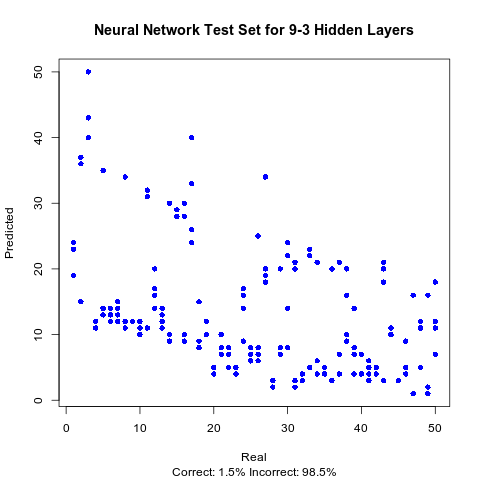 Neural Network Test Set for 9-3 Hidden Layers
50
40
30
20
10
0
Predicted
0 10 20 30 40 50
Real
Correct: 1.5% Incorrect: 98.5%